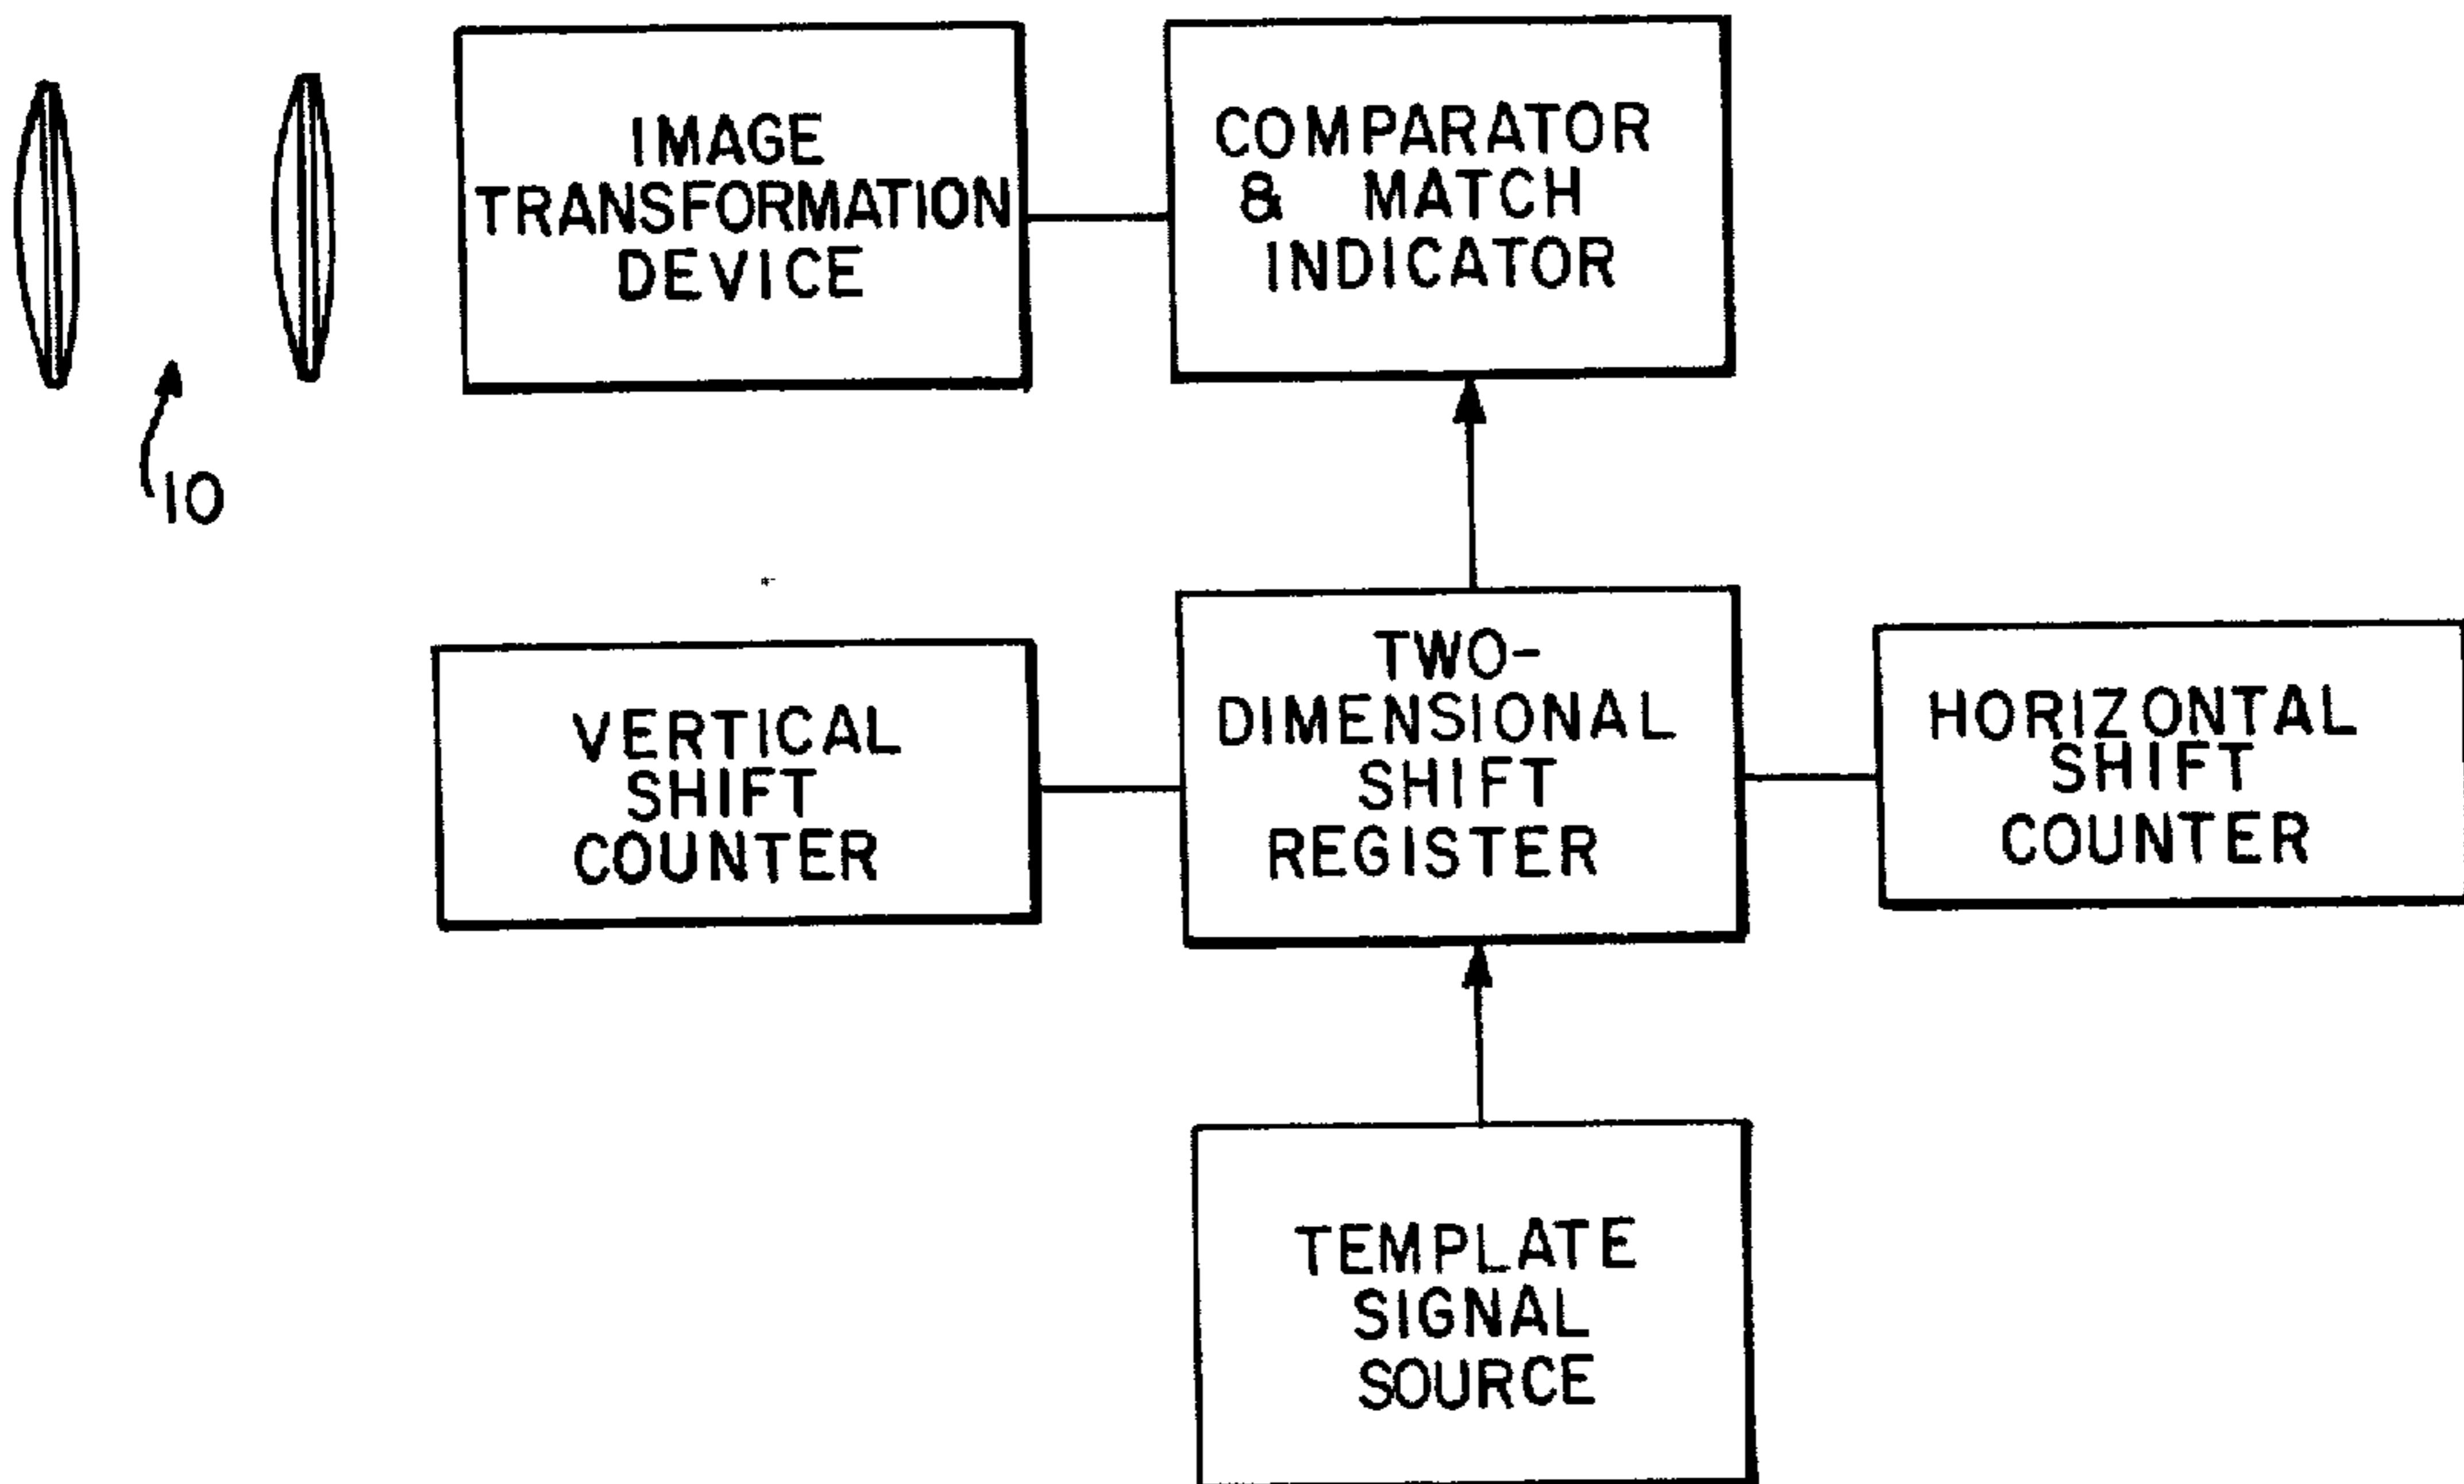 IMAGE
TRANSFORMATION
DEVICE
COMPARATOR
& MATCH
INDICATOR
10
VERTICAL
SHIFT
COUNTER
TWO-
DIMENSIONAL
SHIFT
REGISTER
HORIZONTAL
SHIFT
COUNTER
TEMPLATE
SIGNAL
SOURCE